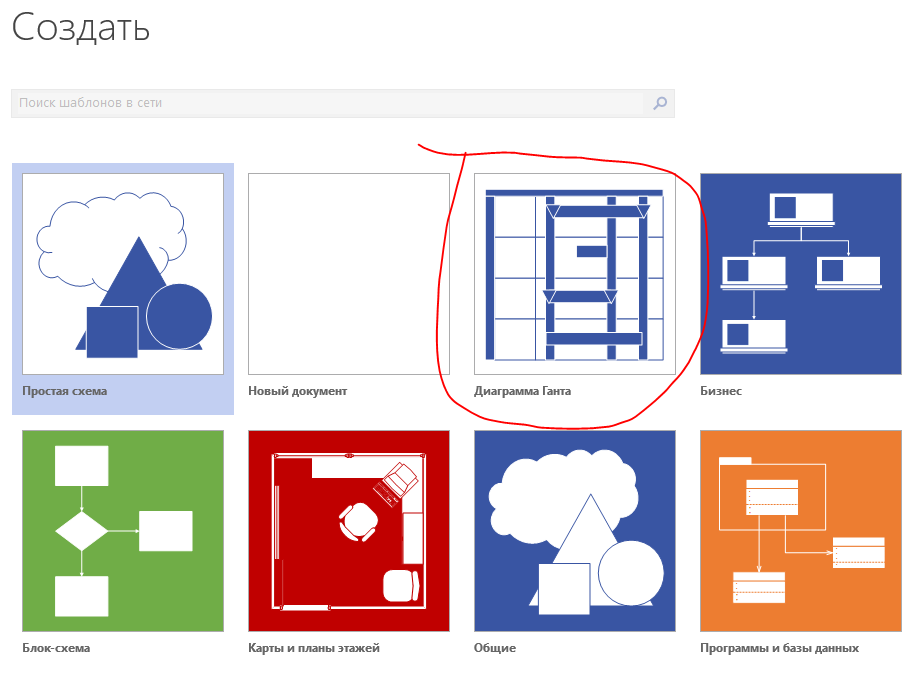 Создать
Поиск шаблонов в сети
Простая схема
Новый документ
Диаграмма Ганта
Бизнес
Блок-схема
Карты и планы этажей
Общие
Программы и базы данных